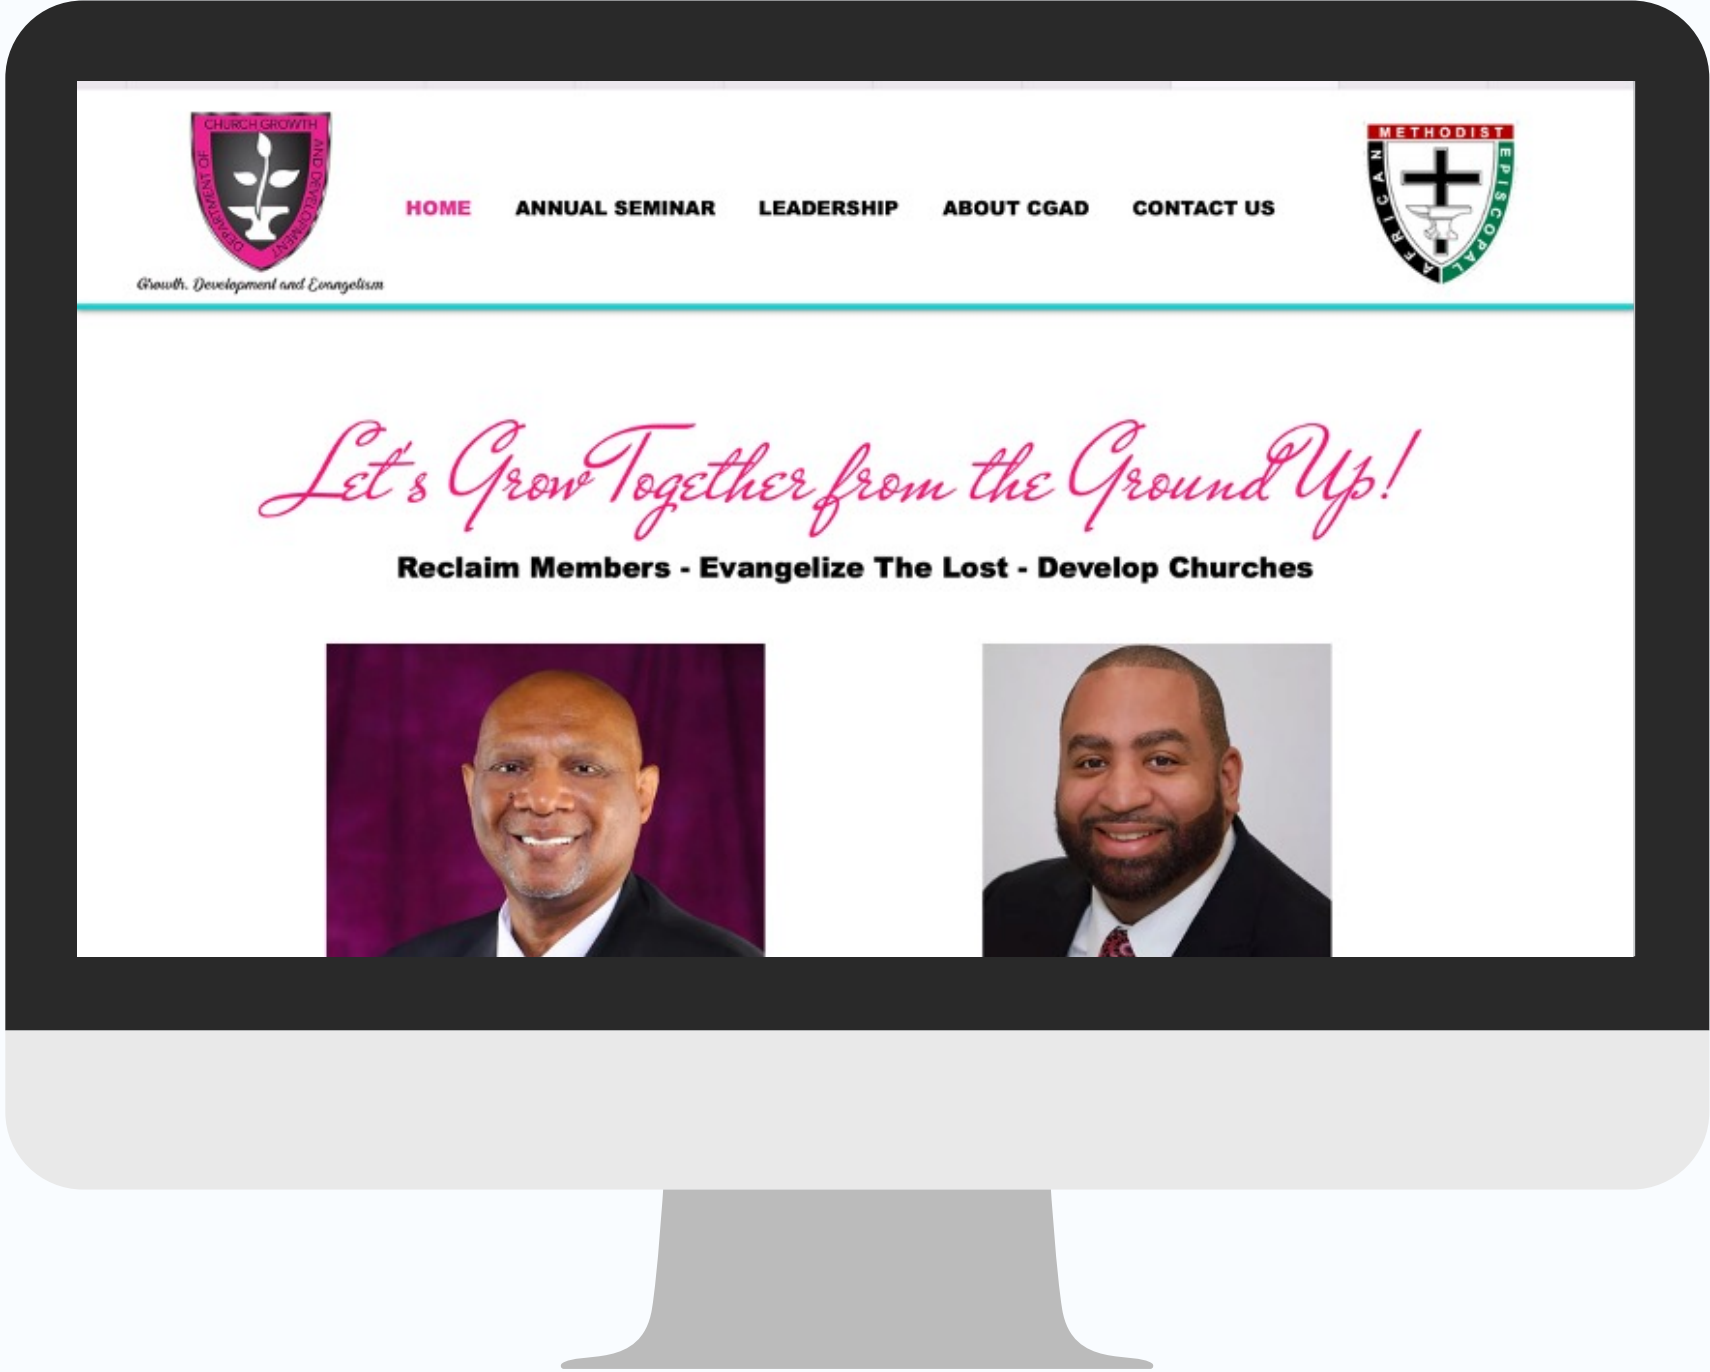 DEPARTMENT OF CHURCH GROWTH AND DEVELOPMENT
Growth, Development and Evangelism
HOME ANNUAL SEMINAR LEADERSHIP ABOUT CGAD CONTACT US
AFRICAN METHODIST EPISCOPAL
Let's Grow Together from the Ground Up!
Reclaim Members - Evangelize The Lost - Develop Churches